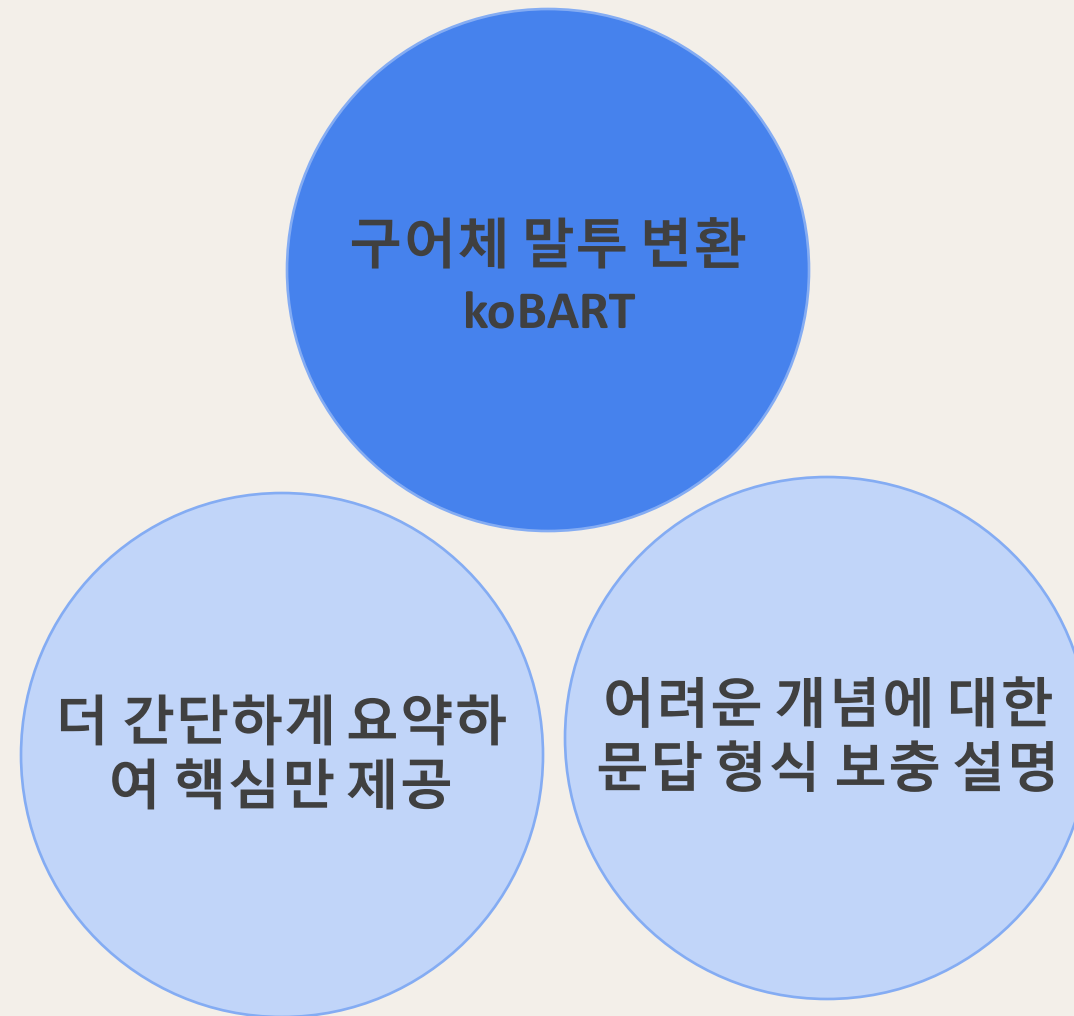 구어체 말투 변환
koBART
더 간단하게 요약하
여 핵심만 제공
어려운 개념에 대한
문답 형식 보충 설명